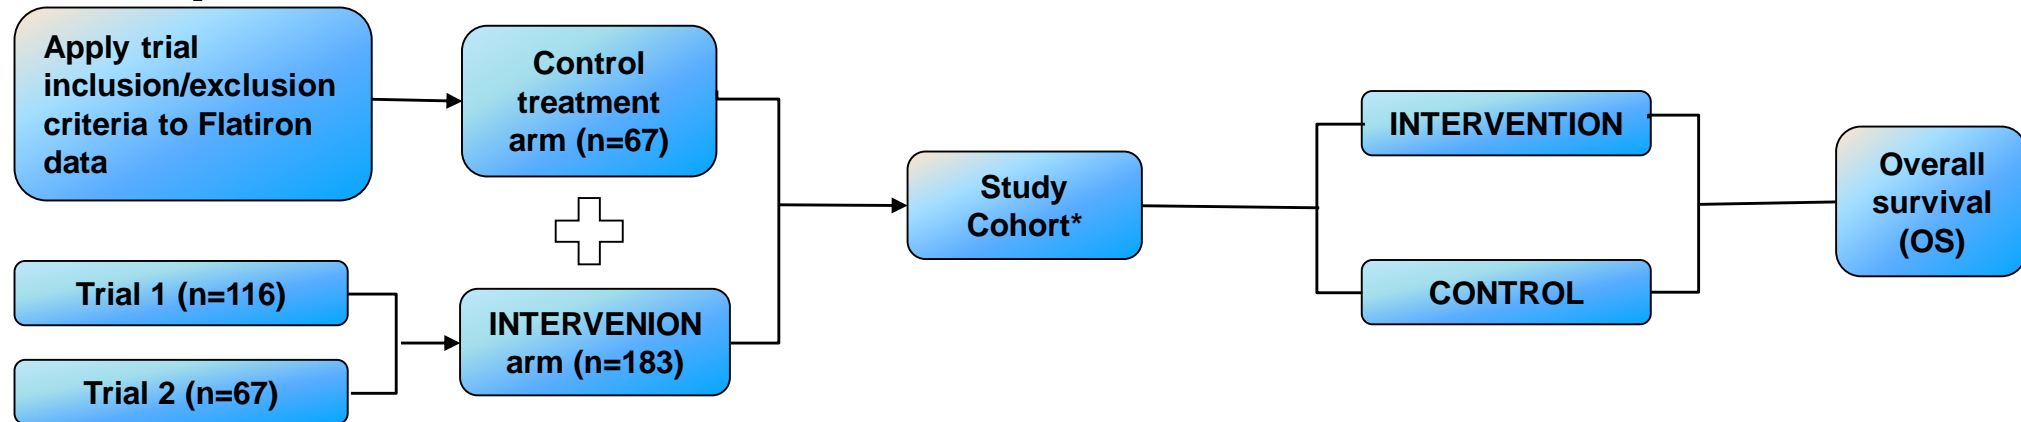 Apply trial
inclusion/exclusion
criteria to Flatiron
data
Control
treatment
arm (n=67)
Trial 1 (n=116)
Trial 2 (n=67)
INTERVENION
arm (n=183)
Study
Cohort*
INTERVENTION
CONTROL
Overall
survival
(OS)